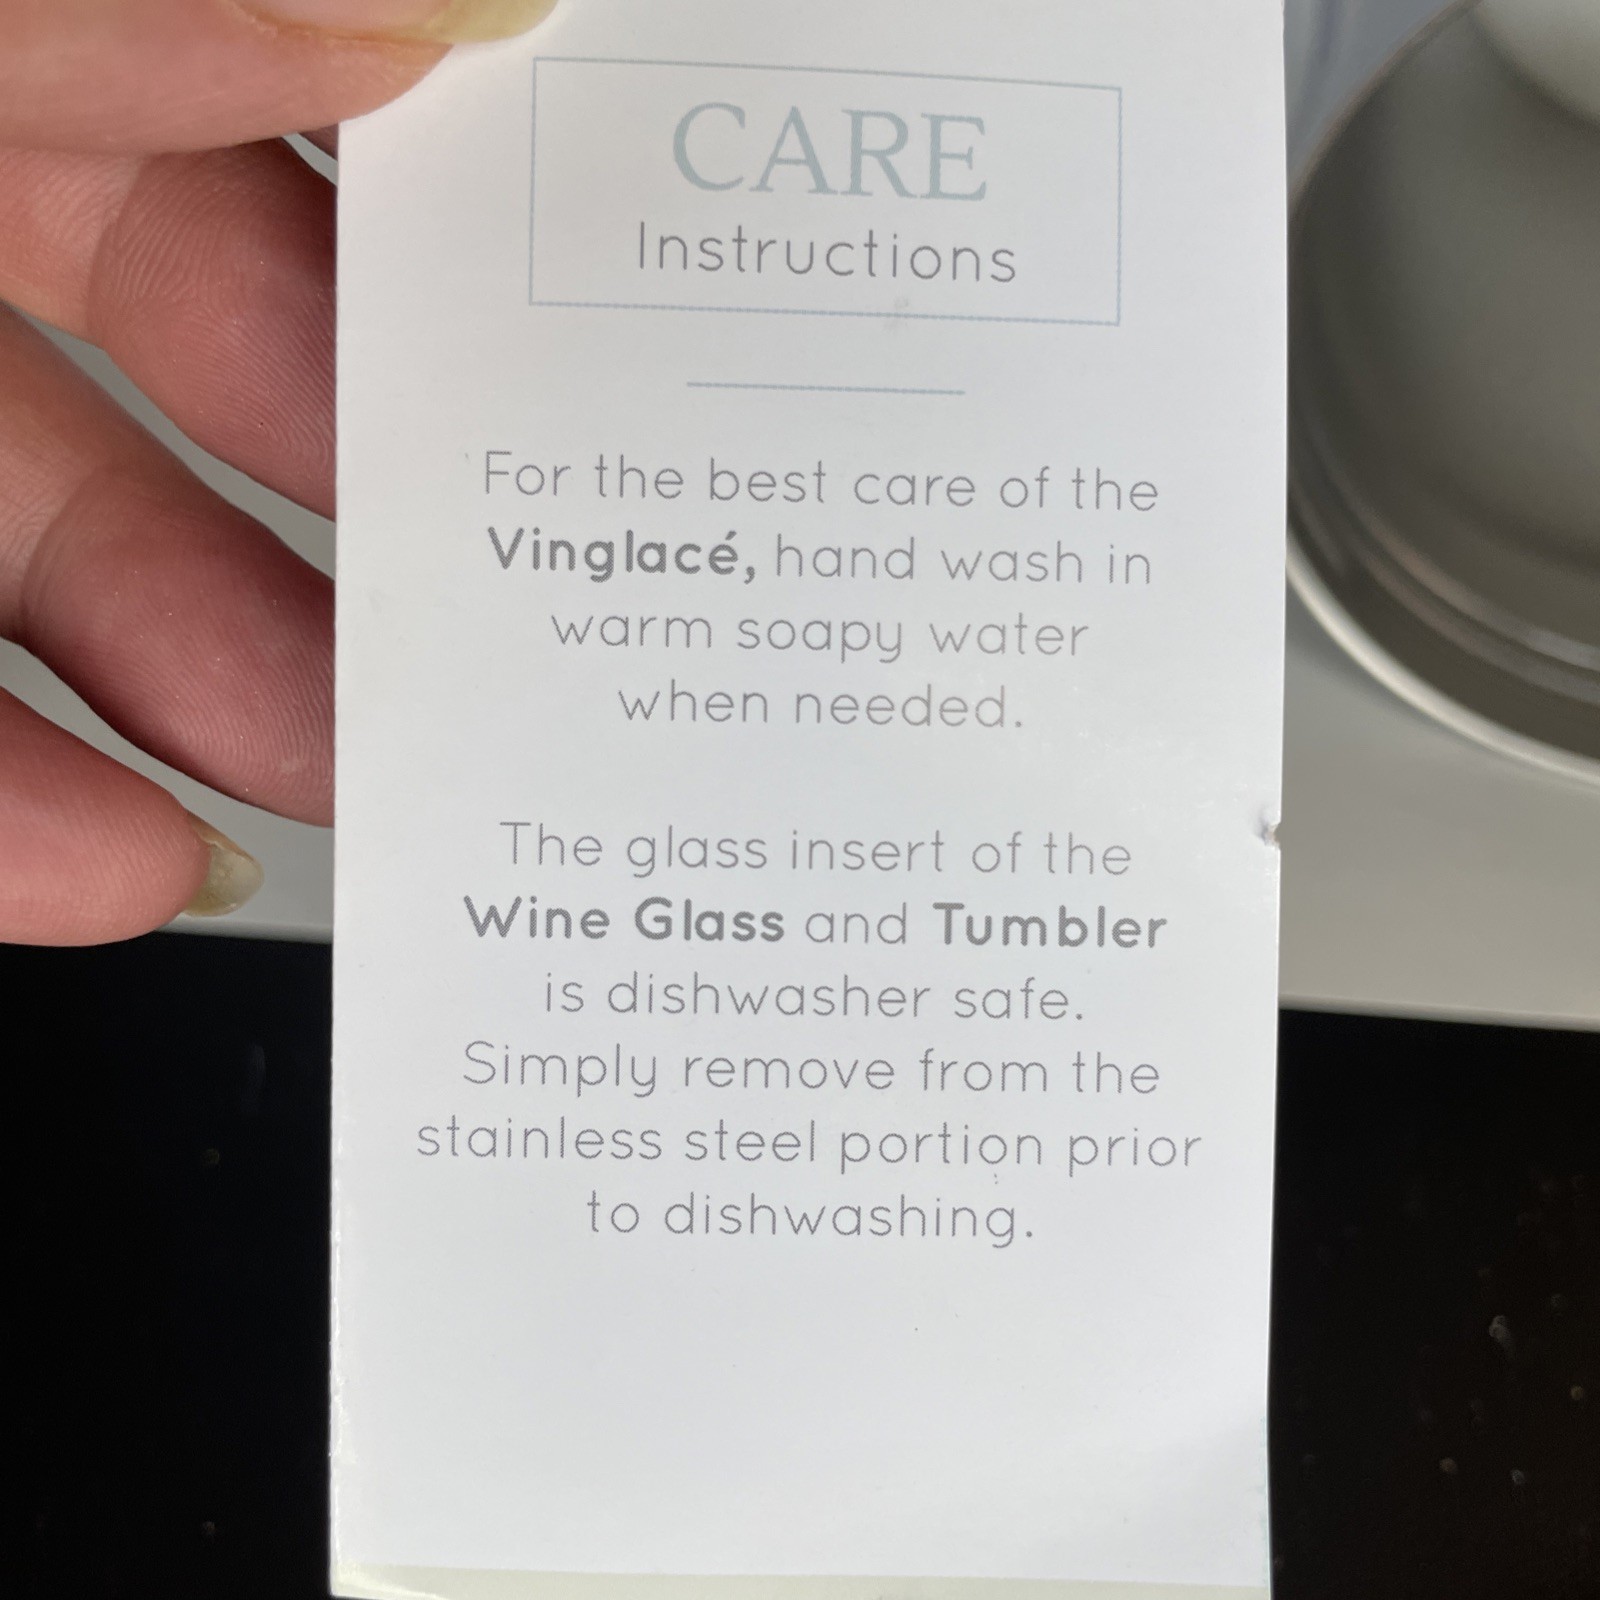 CARE
Instructions
For the best care of the
Vinglacé, hand wash in
warm soapy water
when needed.
The glass insert of the
Wine Glass and Tumbler
is dishwasher safe.
Simply remove from the
stainless steel portion prior
to dishwashing.